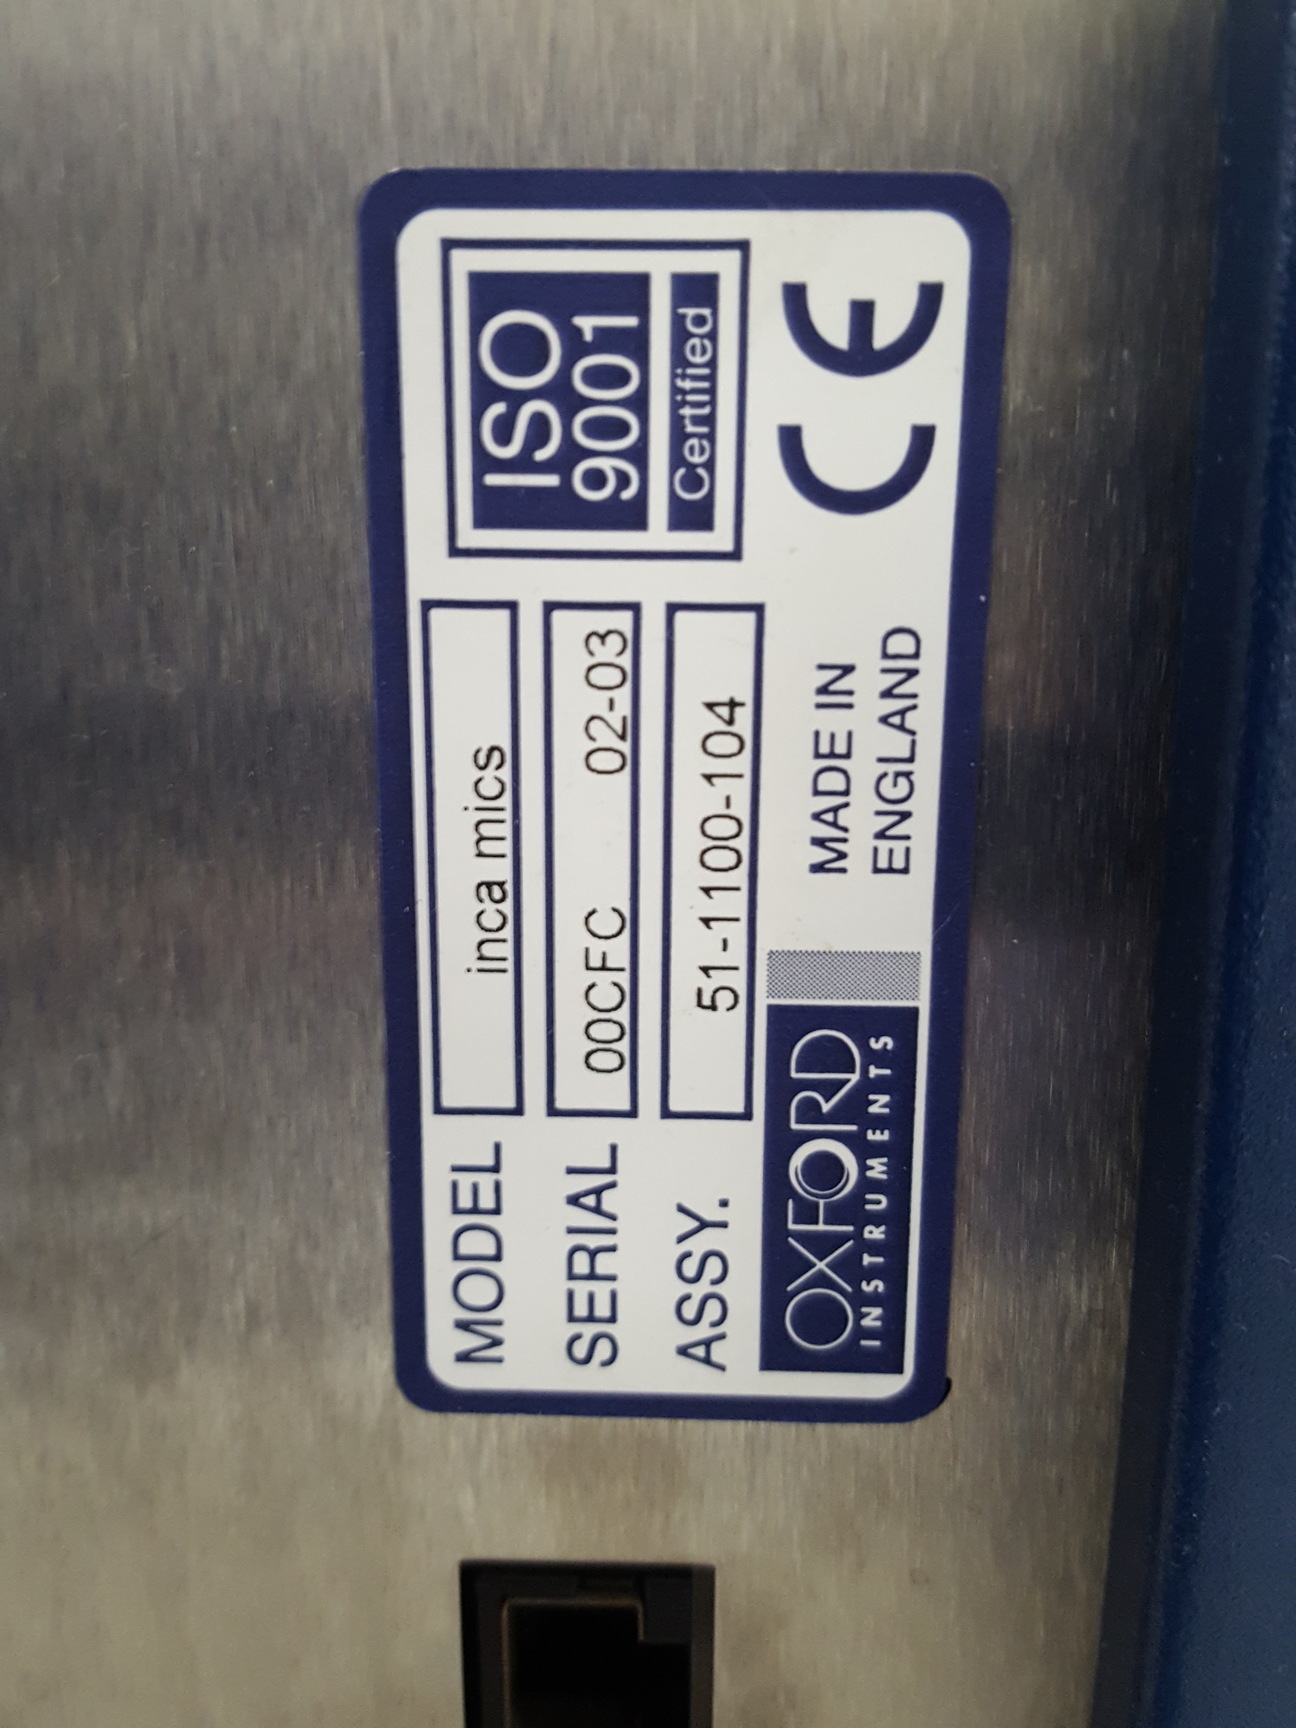 MODEL inca mics
SERIAL 00CFC 02-03
ASSY. 51-1100-104
ISO
9001
Certified
OXFORD
INSTRUMENTS
MADE IN
ENGLAND
CE